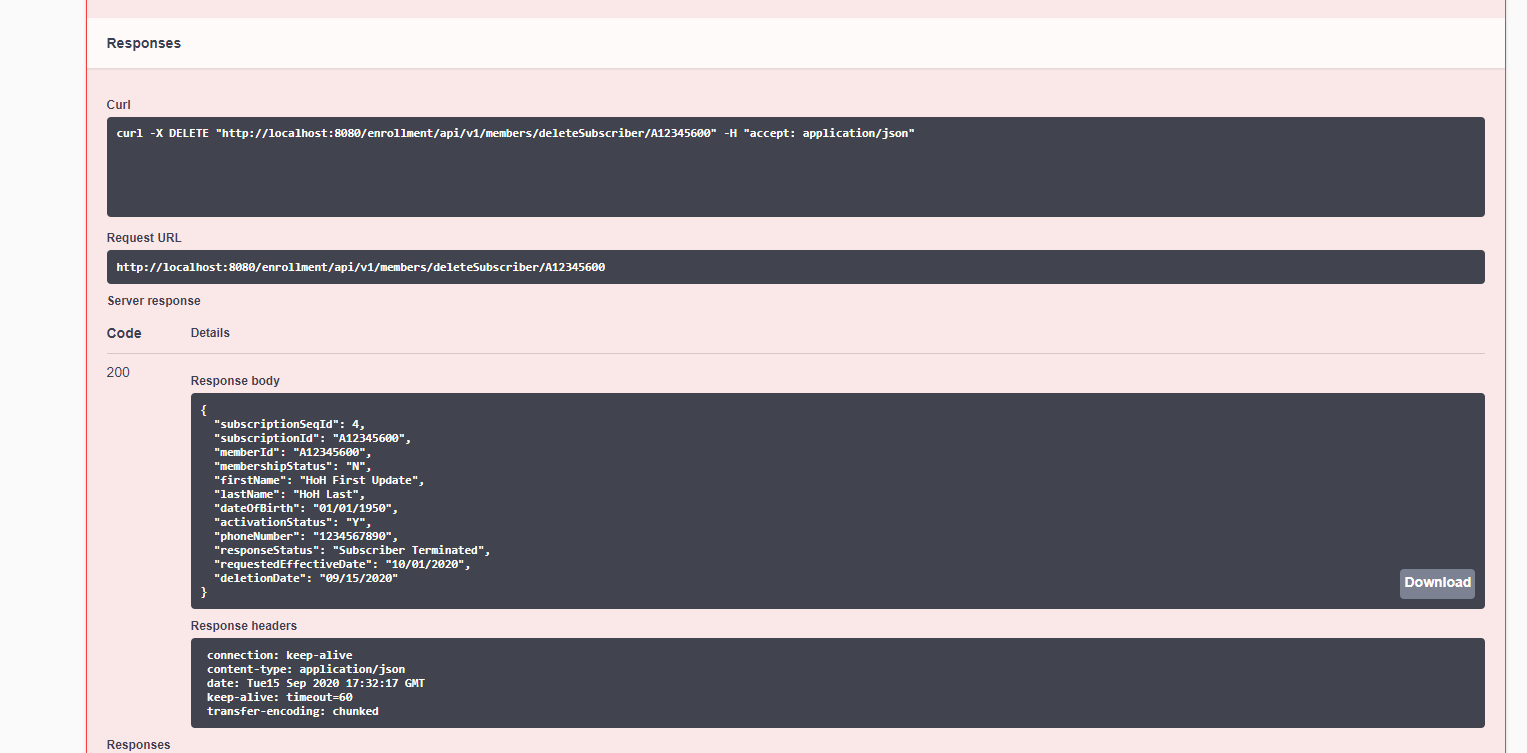 Responses
Curl
curl -X DELETE "http://localhost:8080/enrollment/api/v1/members/deleteSubscriber/A12345600" -H "accept: application/json"
Request URL
http://localhost:8080/enrollment/api/v1/members/deleteSubscriber/A12345600
Server response
Code Details
200
Response body
{
  "subscriptionSeqId": 4,
  "subscriptionId": "A12345600",
  "memberId": "A12345600",
  "membershipStatus": "N",
  "firstName": "HoH First Update",
  "lastName": "HoH Last",
  "dateOfBirth": "01/01/1950",
  "activationStatus": "Y",
  "phoneNumber": "1234567890",
  "responseStatus": "Subscriber Terminated",
  "requestedEffectiveDate": "10/01/2020",
  "deletionDate": "09/15/2020"
}
Download
Response headers
connection: keep-alive
content-type: application/json
date: Tue15 Sep 2020 17:32:17 GMT
keep-alive: timeout=60
transfer-encoding: chunked
Responses